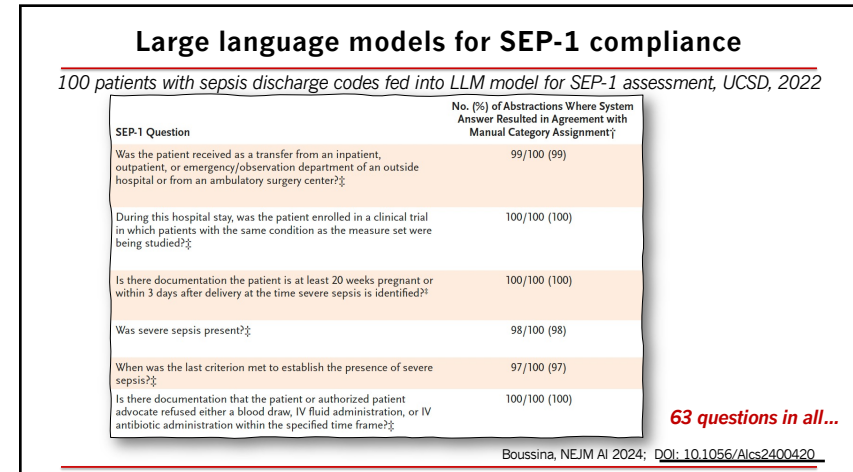 Large language models for SEP-1 compliance
100 patients with sepsis discharge codes fed into LLM model for SEP-1 assessment, UCSD, 2022
No. (%) of Abstractions Where System
Answer Resulted in Agreement with
SEP-1 Question Manual Category Assignment†
Was the patient received as a transfer from an inpatient, 99/100 (99)
outpatient, or emergency/observation department of an outside
hospital or from an ambulatory surgery center?‡
During this hospital stay, was the patient enrolled in a clinical trial 100/100 (100)
in which patients with the same condition as the measure set were
being studied?‡
Is there documentation the patient is at least 20 weeks pregnant or 100/100 (100)
within 3 days after delivery at the time severe sepsis is identified?‡
Was severe sepsis present?‡ 98/100 (98)
When was the last criterion met to establish the presence of severe 97/100 (97)
sepsis?‡
Is there documentation that the patient or authorized patient 100/100 (100)
advocate refused either a blood draw, IV fluid administration, or IV
antibiotic administration within the specified time frame?‡
63 questions in all...
Boussina, NEJM AI 2024; DOI: 10.1056/AIcs2400420